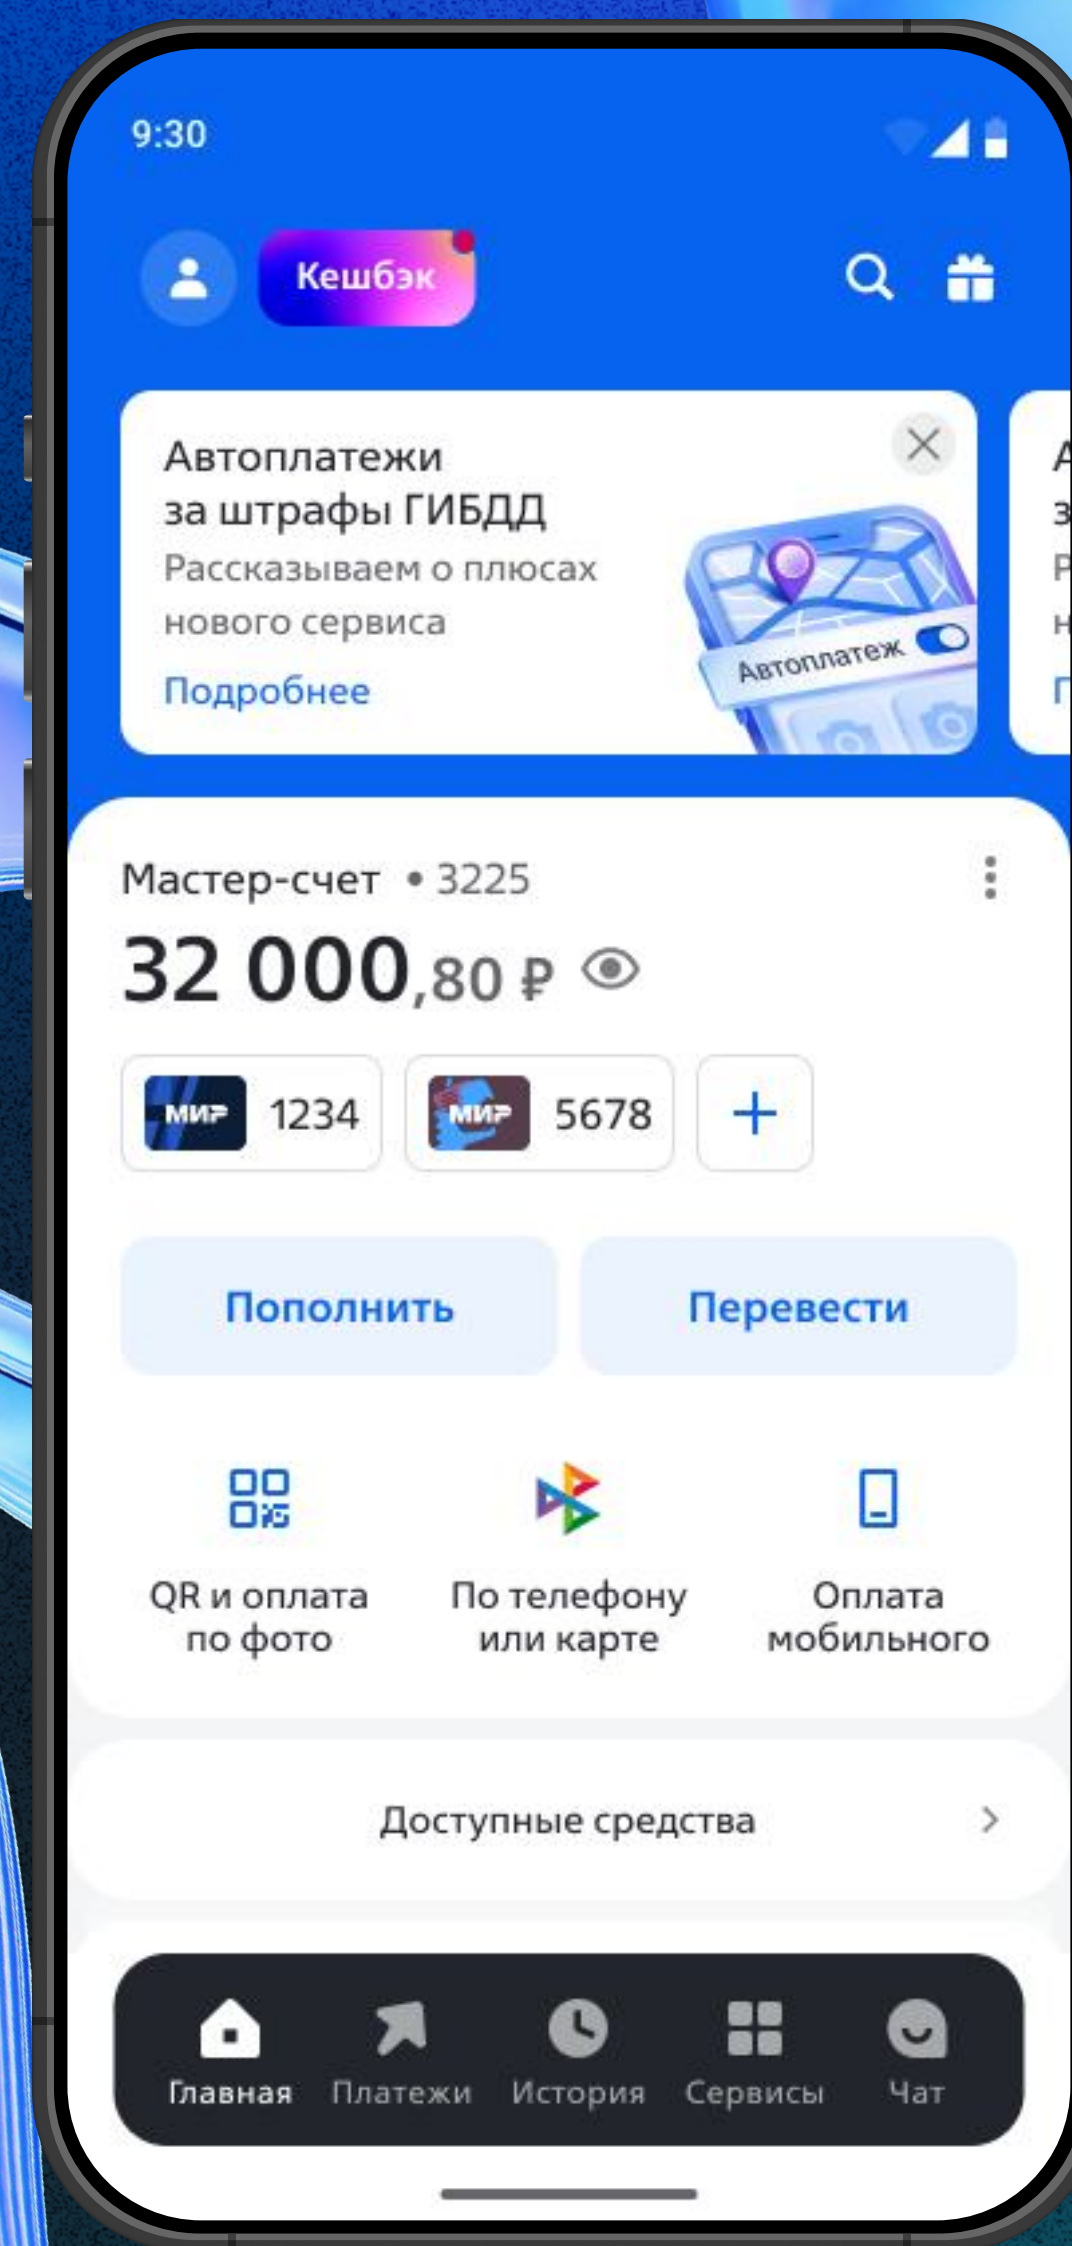 9:30
Кешбэк
Автоплатежи
за штрафы ГИБДД
Рассказываем о плюсах
нового сервиса
Подробнее
Автоплатеж
Мастер-счет • 3225
32 000,80 ₽
МИР 1234
МИР 5678
Пополнить
Перевести
QR и оплата
по фото
По телефону
или карте
Оплата
мобильного
Доступные средства
Главная
Платежи
История
Сервисы
Чат